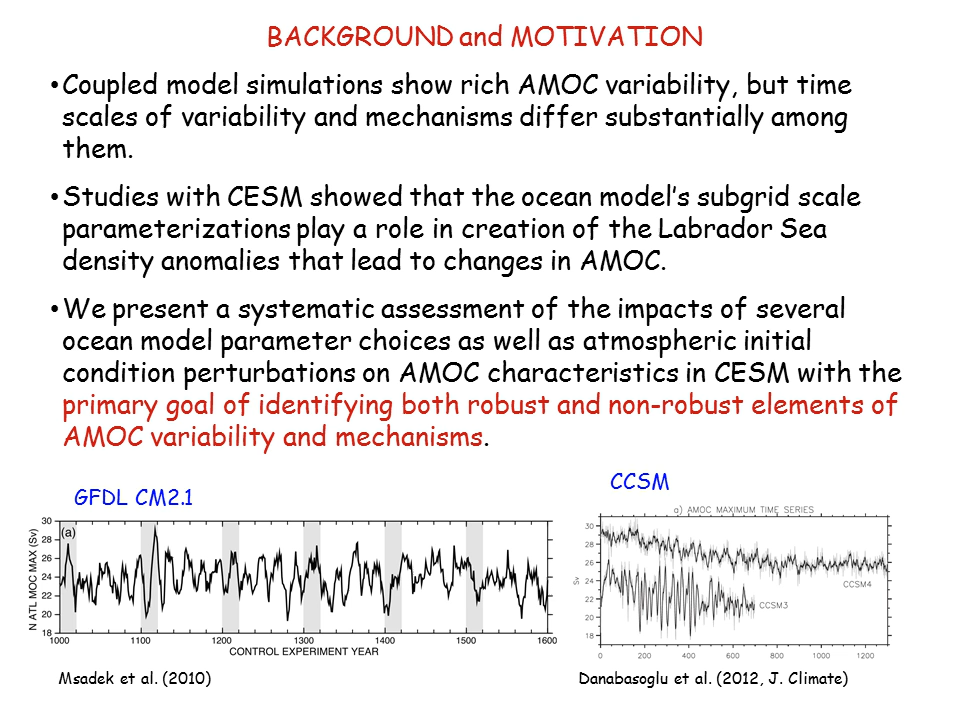 BACKGROUND and MOTIVATION
•Coupled model simulations show rich AMOC variability, but time
scales of variability and mechanisms differ substantially among
them.
•Studies with CESM showed that the ocean model’s subgrid scale
parameterizations play a role in creation of the Labrador Sea
density anomalies that lead to changes in AMOC.
•We present a systematic assessment of the impacts of several
ocean model parameter choices as well as atmospheric initial
condition perturbations on AMOC characteristics in CESM with the
primary goal of identifying both robust and non-robust elements of
AMOC variability and mechanisms.
GFDL CM2.1
N ATL MOC MAX (Sv)
30
28
26
24
22
20
18
(a)
1000 1100 1200 1300 1400 1500 1600
CONTROL EXPERIMENT YEAR
Msadek et al. (2010)
CCSM
a) AMOC MAXIMUM TIME SERIES
Sv
30
28
26
24
22
20
18
CCSM4
CCSM3
0 200 400 600 800 1000 1200
Danabasoglu et al. (2012, J. Climate)